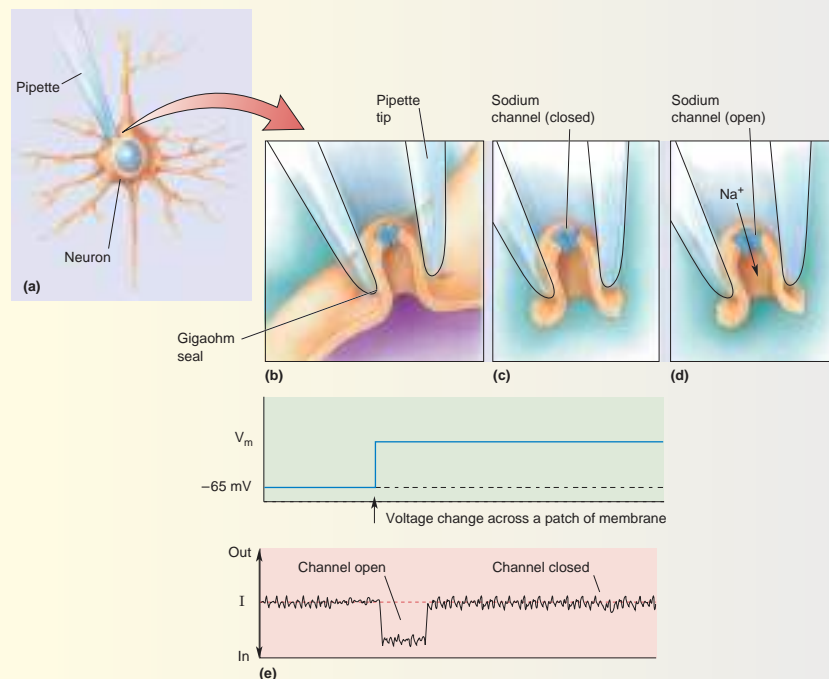 Pipette
Neuron
(a)
Pipette
tip
Sodium
channel (closed)
Sodium
channel (open)
Na+
Gigaohm
seal
(b)
(c)
(d)
Vm
–65 mV
Voltage change across a patch of membrane
Out
Channel open
Channel closed
I
In
(e)